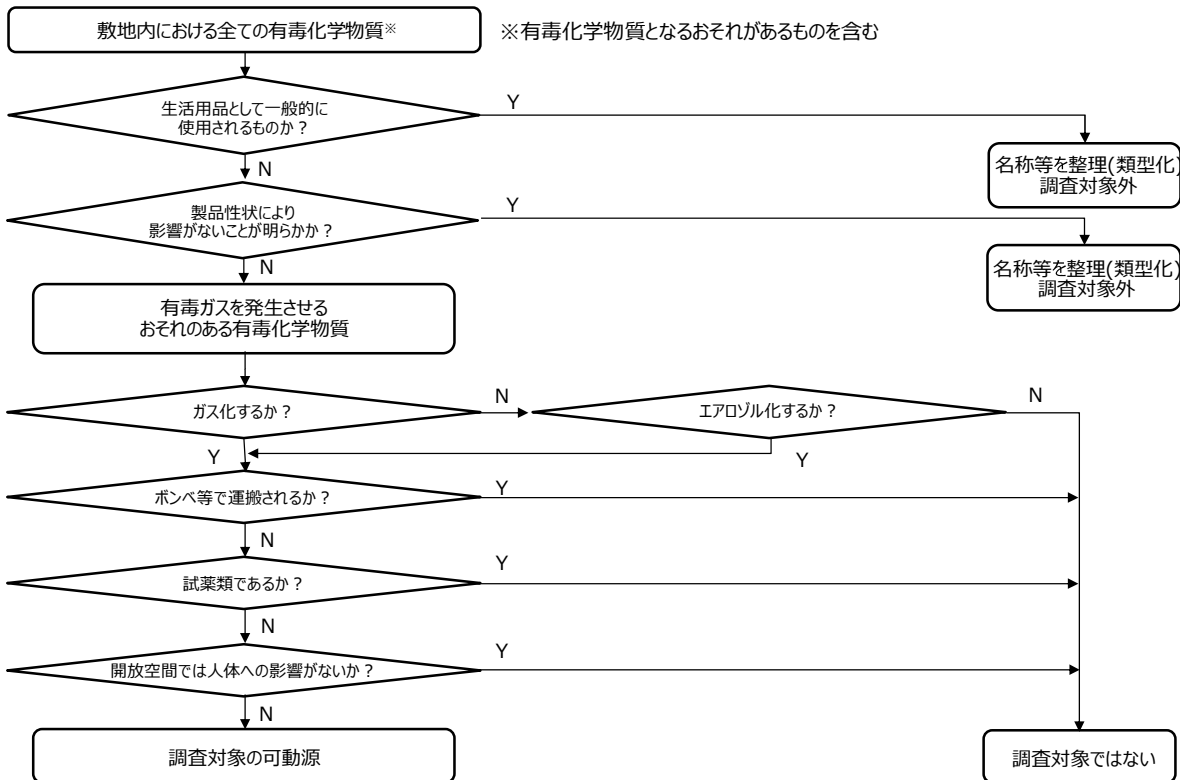 敷地内における全ての有毒化学物質※
※有毒化学物質となるおそれがあるものを含む
生活用品として一般的に
使用されるものか？
Y
N
名称等を整理(類型化)
調査対象外
製品性状により
影響がないことが明らかか？
Y
N
名称等を整理(類型化)
調査対象外
有毒ガスを発生させる
おそれのある有毒化学物質
ガス化するか？
N
エアロゾル化するか？
N
Y
Y
ボンベ等で運搬されるか？
Y
N
試薬類であるか？
Y
N
開放空間では人体への影響がないか？
Y
N
調査対象の可動源
調査対象ではない